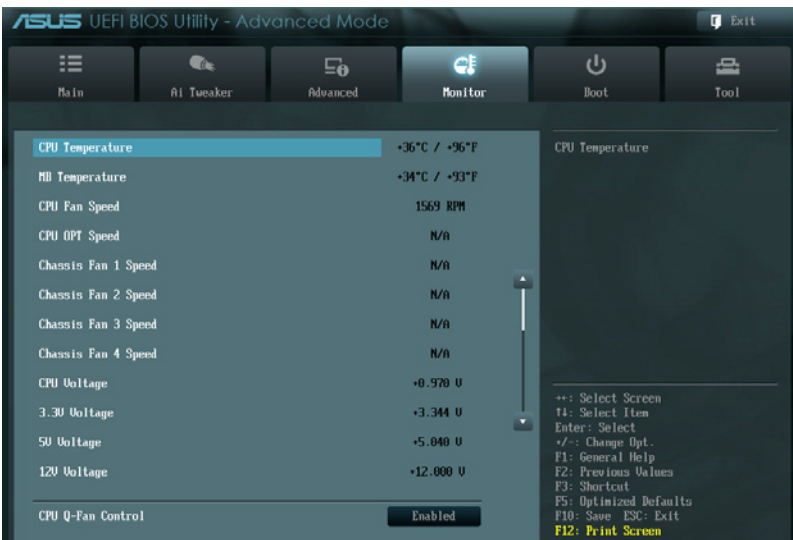 ASUS UEFI BIOS Utility - Advanced Mode
Exit
Main Ai Tweaker Advanced Monitor Boot Tool
CPU Temperature +36°C / +96°F
MB Temperature +34°C / +93°F
CPU Fan Speed 1569 RPM
CPU OPT Speed N/A
Chassis Fan 1 Speed N/A
Chassis Fan 2 Speed N/A
Chassis Fan 3 Speed N/A
Chassis Fan 4 Speed N/A
CPU Voltage +0.970 V
3.3V Voltage +3.344 V
5V Voltage +5.040 V
12V Voltage +12.000 V
CPU Q-Fan Control Enabled
CPU Temperature
→←: Select Screen
↑↓: Select Item
Enter: Select
+/-: Change Opt.
F1: General Help
F2: Previous Values
F3: Shortcut
F5: Optimized Defaults
F10: Save ESC: Exit
F12: Print Screen